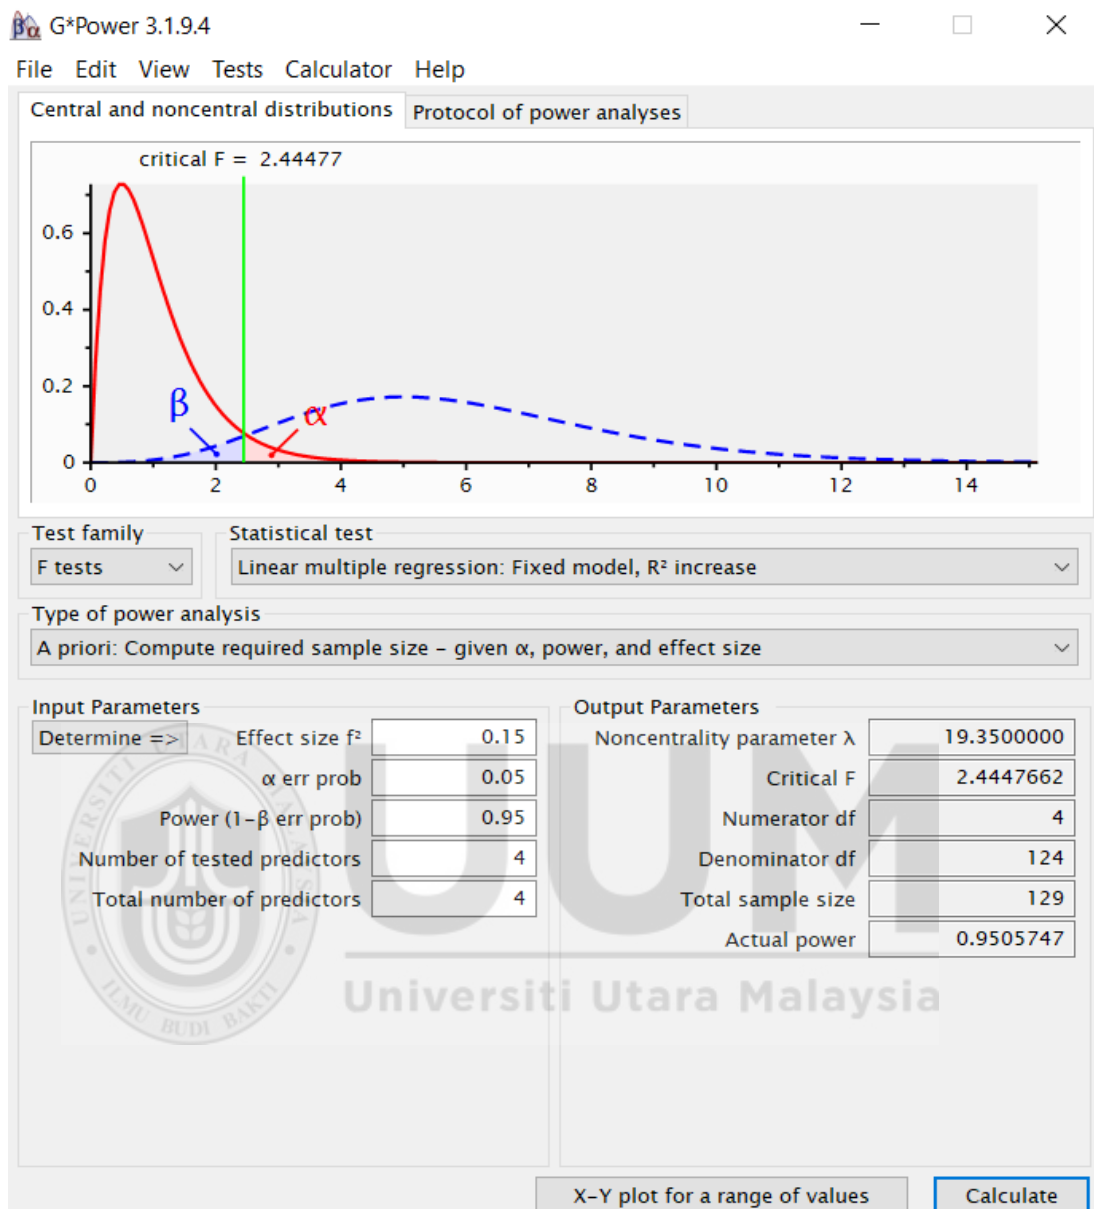 G*Power 3.1.9.4
File Edit View Tests Calculator Help
Central and noncentral distributions Protocol of power analyses
critical F = 2.44477
0.6
0.4
0.2
0
β
α
0 2 4 6 8 10 12 14
Test family Statistical test
F tests Linear multiple regression: Fixed model, R² increase
Type of power analysis
A priori: Compute required sample size – given α, power, and effect size
Input Parameters Output Parameters
Determine => Effect size f² 0.15 Noncentrality parameter λ 19.3500000
α err prob 0.05 Critical F 2.4447662
Power (1–β err prob) 0.95 Numerator df 4
Number of tested predictors 4 Denominator df 124
Total number of predictors 4 Total sample size 129
Actual power 0.9505747
UNIVERSITI UTARA MALAYSIA
ILMU BUDI BAKTI
UUM
Universiti Utara Malaysia
X–Y plot for a range of values Calculate